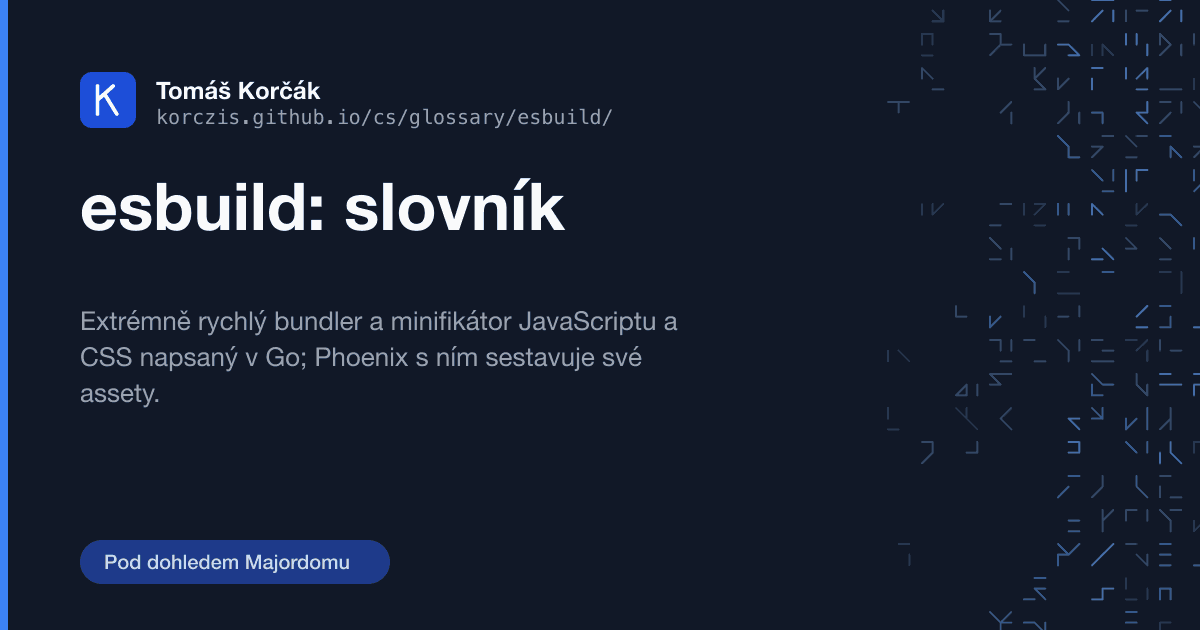 K
Tomáš Korčák
korczis.github.io/cs/glossary/esbuild/
esbuild: slovník
Extrémně rychlý bundler a minifikátor JavaScriptu a
CSS napsaný v Go; Phoenix s ním sestavuje své
assety.
Pod dohledem Majordomu